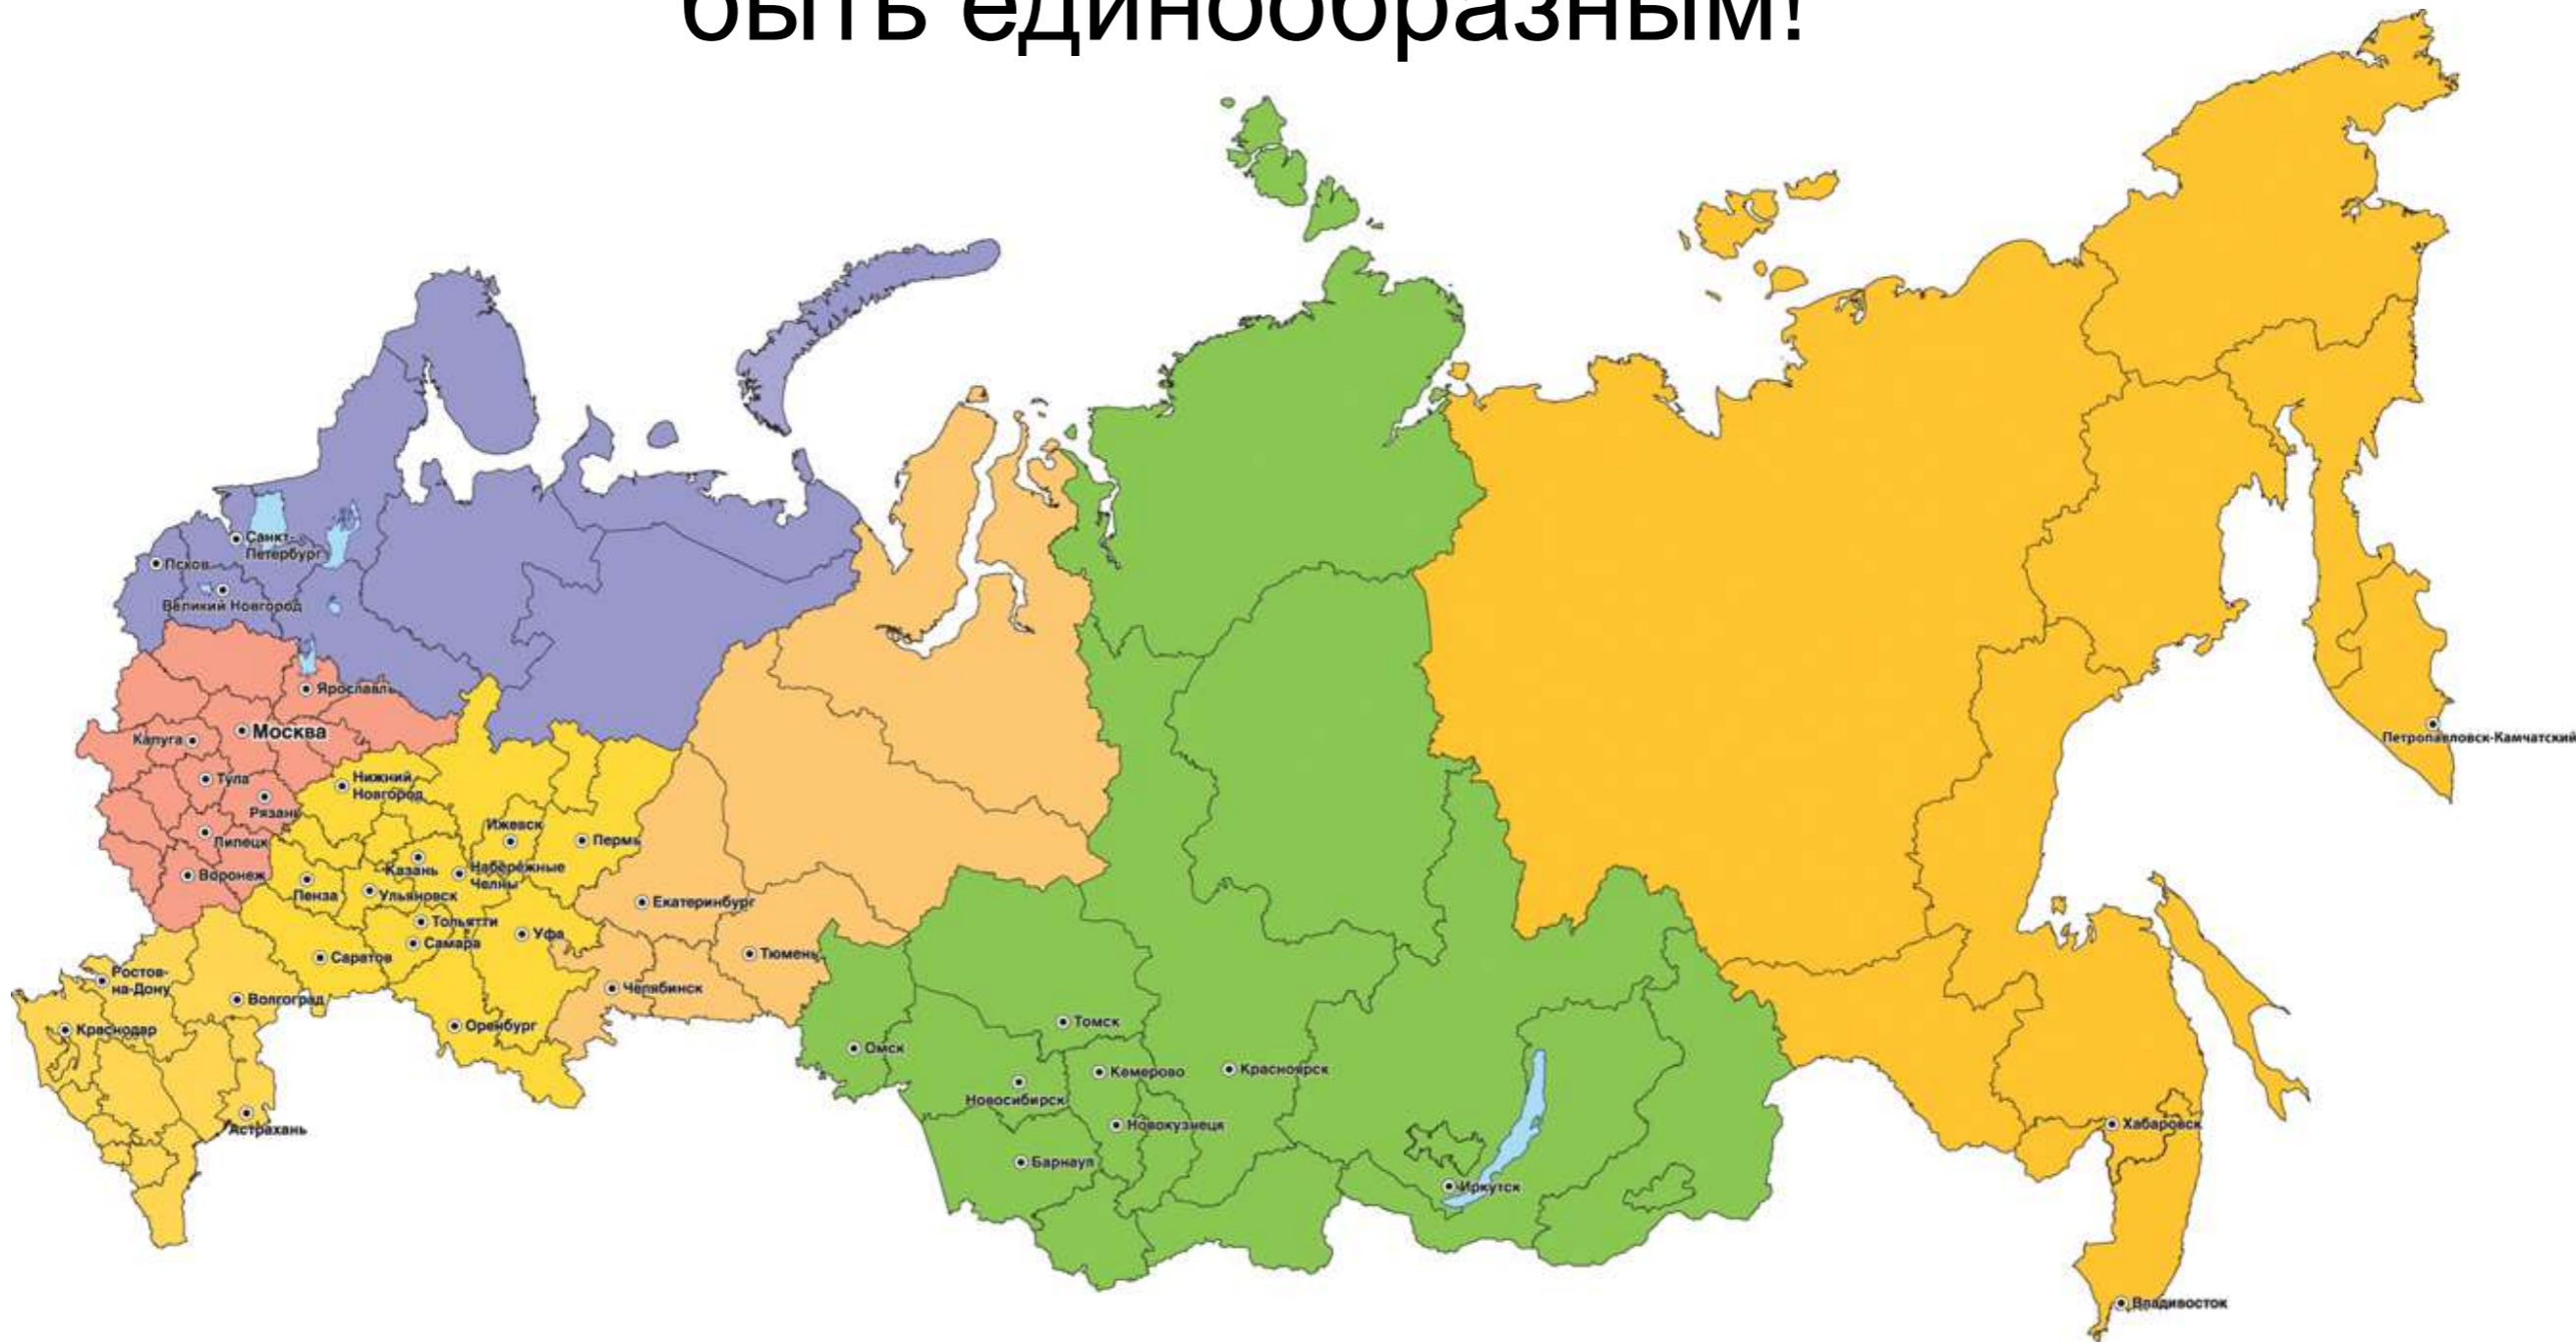 быть единообразным!
Санкт-
Петербург
Псков
Великий Новгород
Ярославль
Москва
Калуга
Тула
Рязань
Липецк
Воронеж
Нижний
Новгород
Ижевск
Пермь
Казань
Набережные
Челны
Пенза
Ульяновск
Тольятти
Самара
Уфа
Саратов
Оренбург
Екатеринбург
Тюмень
Челябинск
Ростов-
на-Дону
Волгоград
Краснодар
Астрахань
Омск
Томск
Новосибирск
Кемерово
Красноярск
Новокузнецк
Барнаул
Иркутск
Петропавловск-Камчатский
Хабаровск
Владивосток